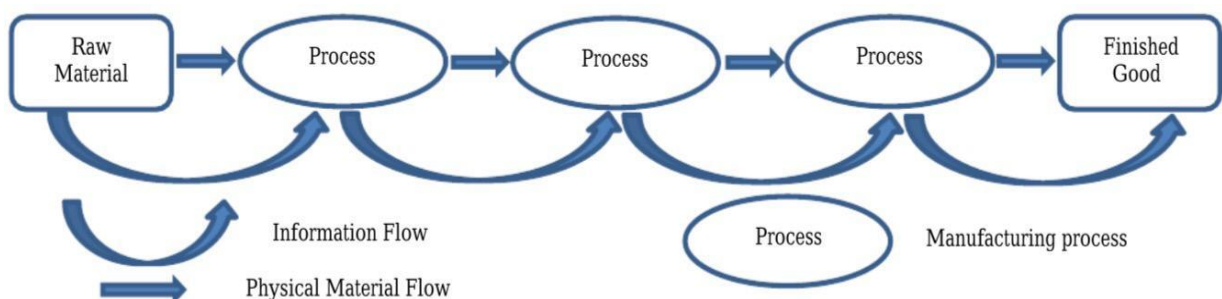 Raw
Material
Process
Process
Process
Finished
Good
Information Flow
Process
Manufacturing process
Physical Material Flow